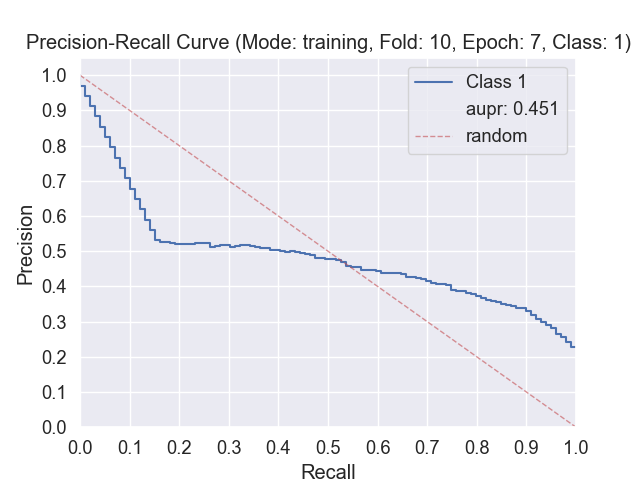 Precision-Recall Curve (Mode: training, Fold: 10, Epoch: 7, Class: 1)
1.0
0.9
0.8
0.7
0.6
0.5
0.4
0.3
0.2
0.1
0.0
Precision
Class 1
aupr: 0.451
random
0.0 0.1 0.2 0.3 0.4 0.5 0.6 0.7 0.8 0.9 1.0
Recall